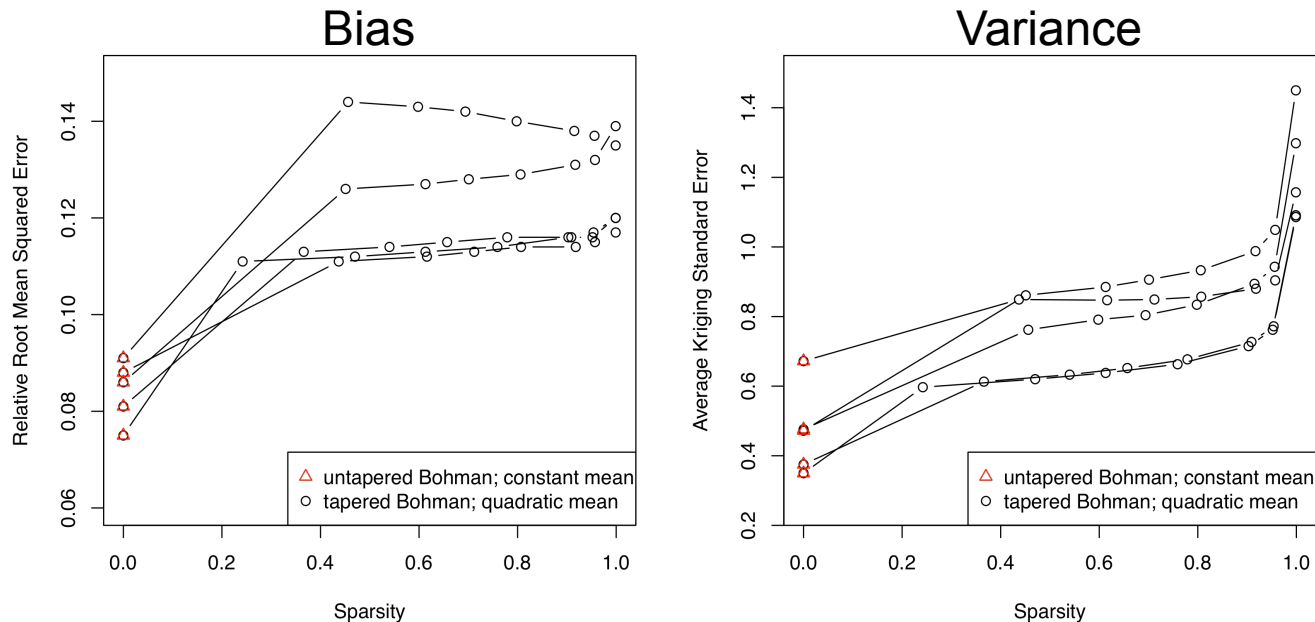 Bias
Relative Root Mean Squared Error
0.14
0.12
0.10
0.08
0.06
untapered Bohman; constant mean
tapered Bohman; quadratic mean
0.0 0.2 0.4 0.6 0.8 1.0
Sparsity
Variance
Average Kriging Standard Error
1.4
1.2
1.0
0.8
0.6
0.4
0.2
untapered Bohman; constant mean
tapered Bohman; quadratic mean
0.0 0.2 0.4 0.6 0.8 1.0
Sparsity